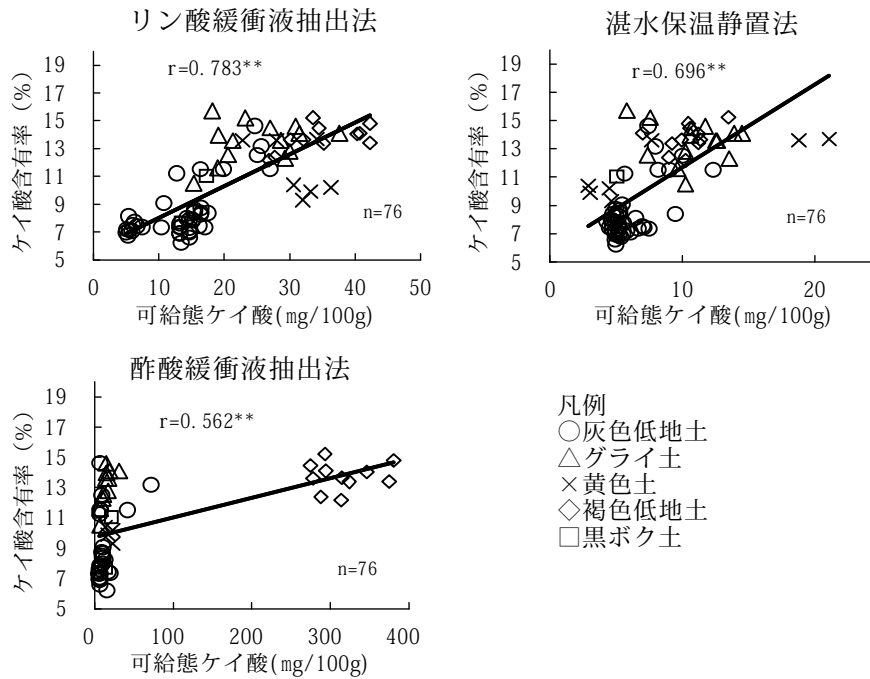 リン酸緩衝液抽出法
ケイ酸含有率 (%)
19
17
15
13
11
9
7
5
r=0.783**
n=76
0 10 20 30 40 50
可給態ケイ酸(mg/100g)
湛水保温静置法
ケイ酸含有率 (%)
19
17
15
13
11
9
7
5
r=0.696**
n=76
0 10 20
可給態ケイ酸(mg/100g)
酢酸緩衝液抽出法
ケイ酸含有率 (%)
19
17
15
13
11
9
7
5
r=0.562**
n=76
0 100 200 300 400
可給態ケイ酸(mg/100g)
凡例
○灰色低地土
△グライ土
×黄色土
◇褐色低地土
□黒ボク土